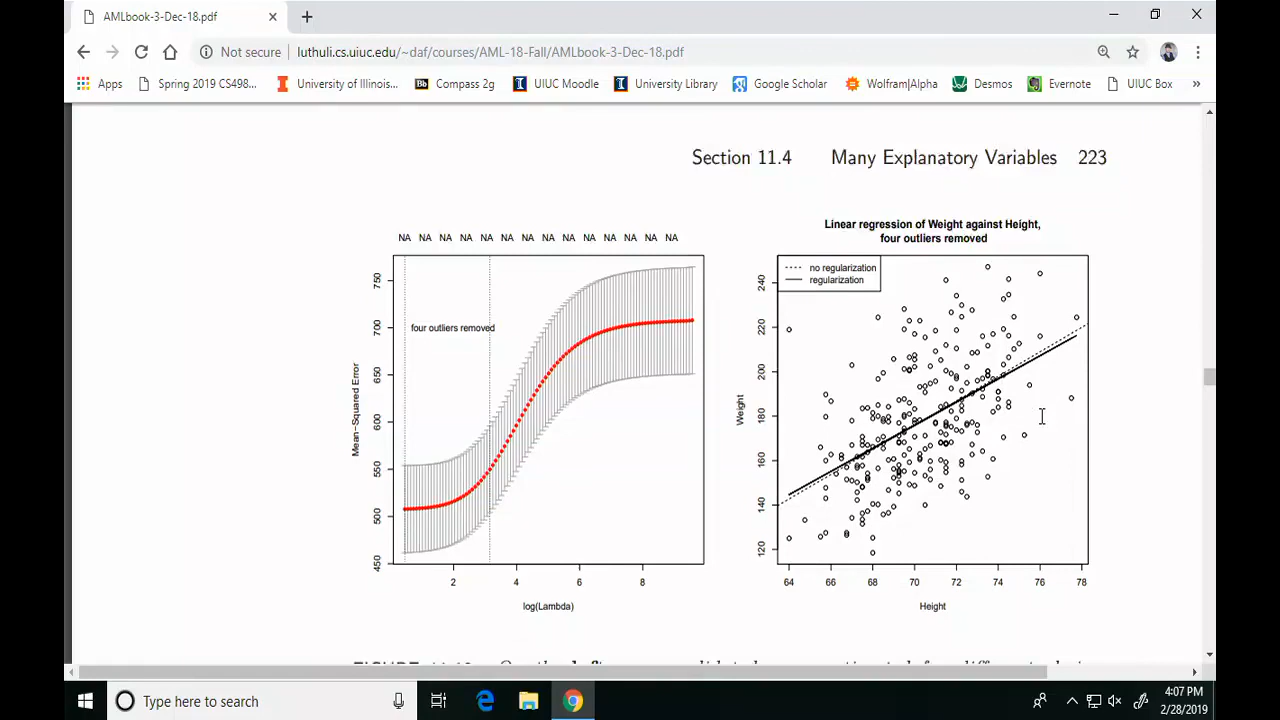 AMLbook-3-Dec-18.pdf
Not secure luthuli.cs.uiuc.edu/~daf/courses/AML-18-Fall/AMLbook-3-Dec-18.pdf
Apps Spring 2019 CS498... University of Illinois... Bb Compass 2g UIUC Moodle University Library Google Scholar Wolfram|Alpha Desmos Evernote UIUC Box »
Section 11.4 Many Explanatory Variables 223
NA NA NA NA NA NA NA NA NA NA NA NA NA NA
four outliers removed
Mean-Squared Error
750
700
650
600
550
500
450
2 4 6 8
log(Lambda)
Linear regression of Weight against Height,
four outliers removed
no regularization
regularization
Weight
240
220
200
180
160
140
120
64 66 68 70 72 74 76 78
Height
Type here to search
4:07 PM
2/28/2019